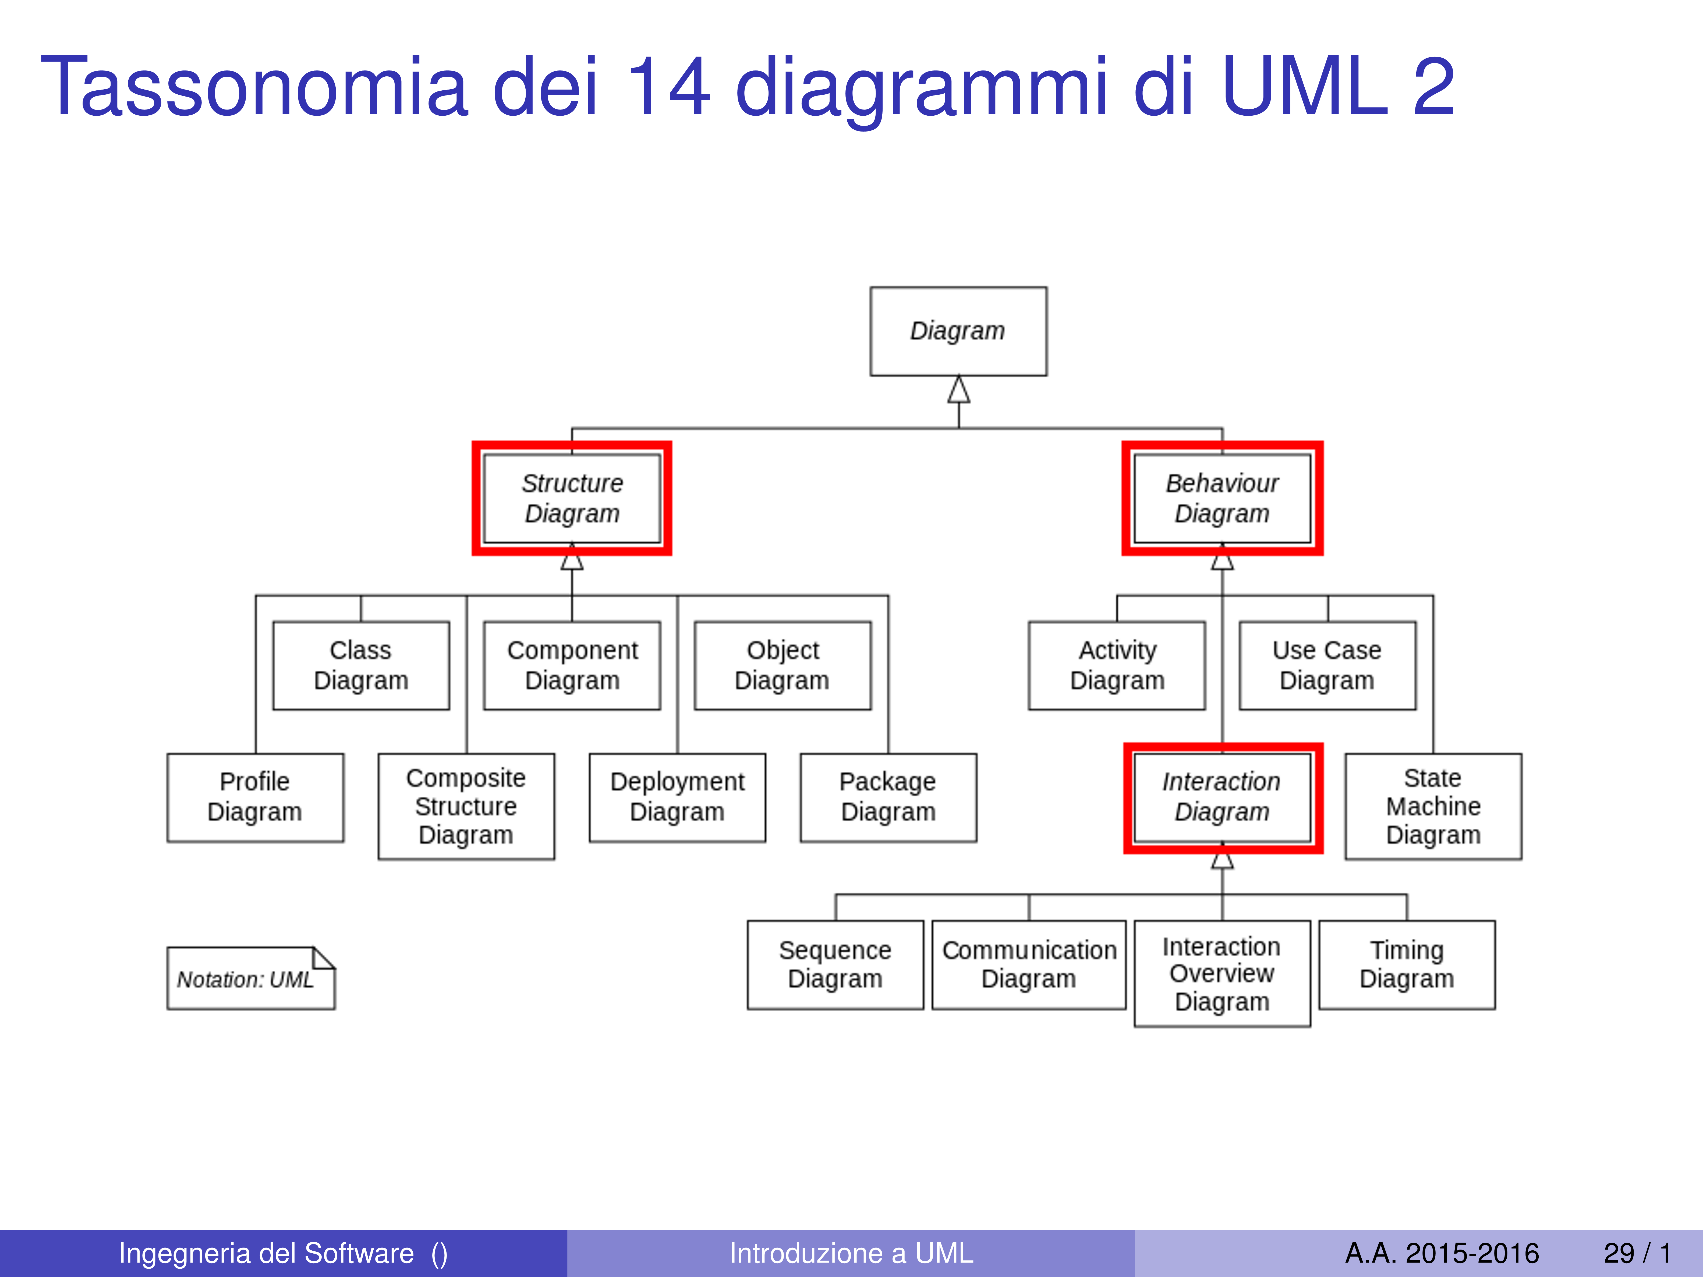 Tassonomia dei 14 diagrammi di UML 2
Diagram
Structure
Diagram
Behaviour
Diagram
Class
Diagram
Component
Diagram
Object
Diagram
Activity
Diagram
Use Case
Diagram
Profile
Diagram
Composite
Structure
Diagram
Deployment
Diagram
Package
Diagram
Interaction
Diagram
State
Machine
Diagram
Sequence
Diagram
Communication
Diagram
Interaction
Overview
Diagram
Timing
Diagram
Notation: UML
Ingegneria del Software ()
Introduzione a UML
A.A. 2015-2016
29 / 1